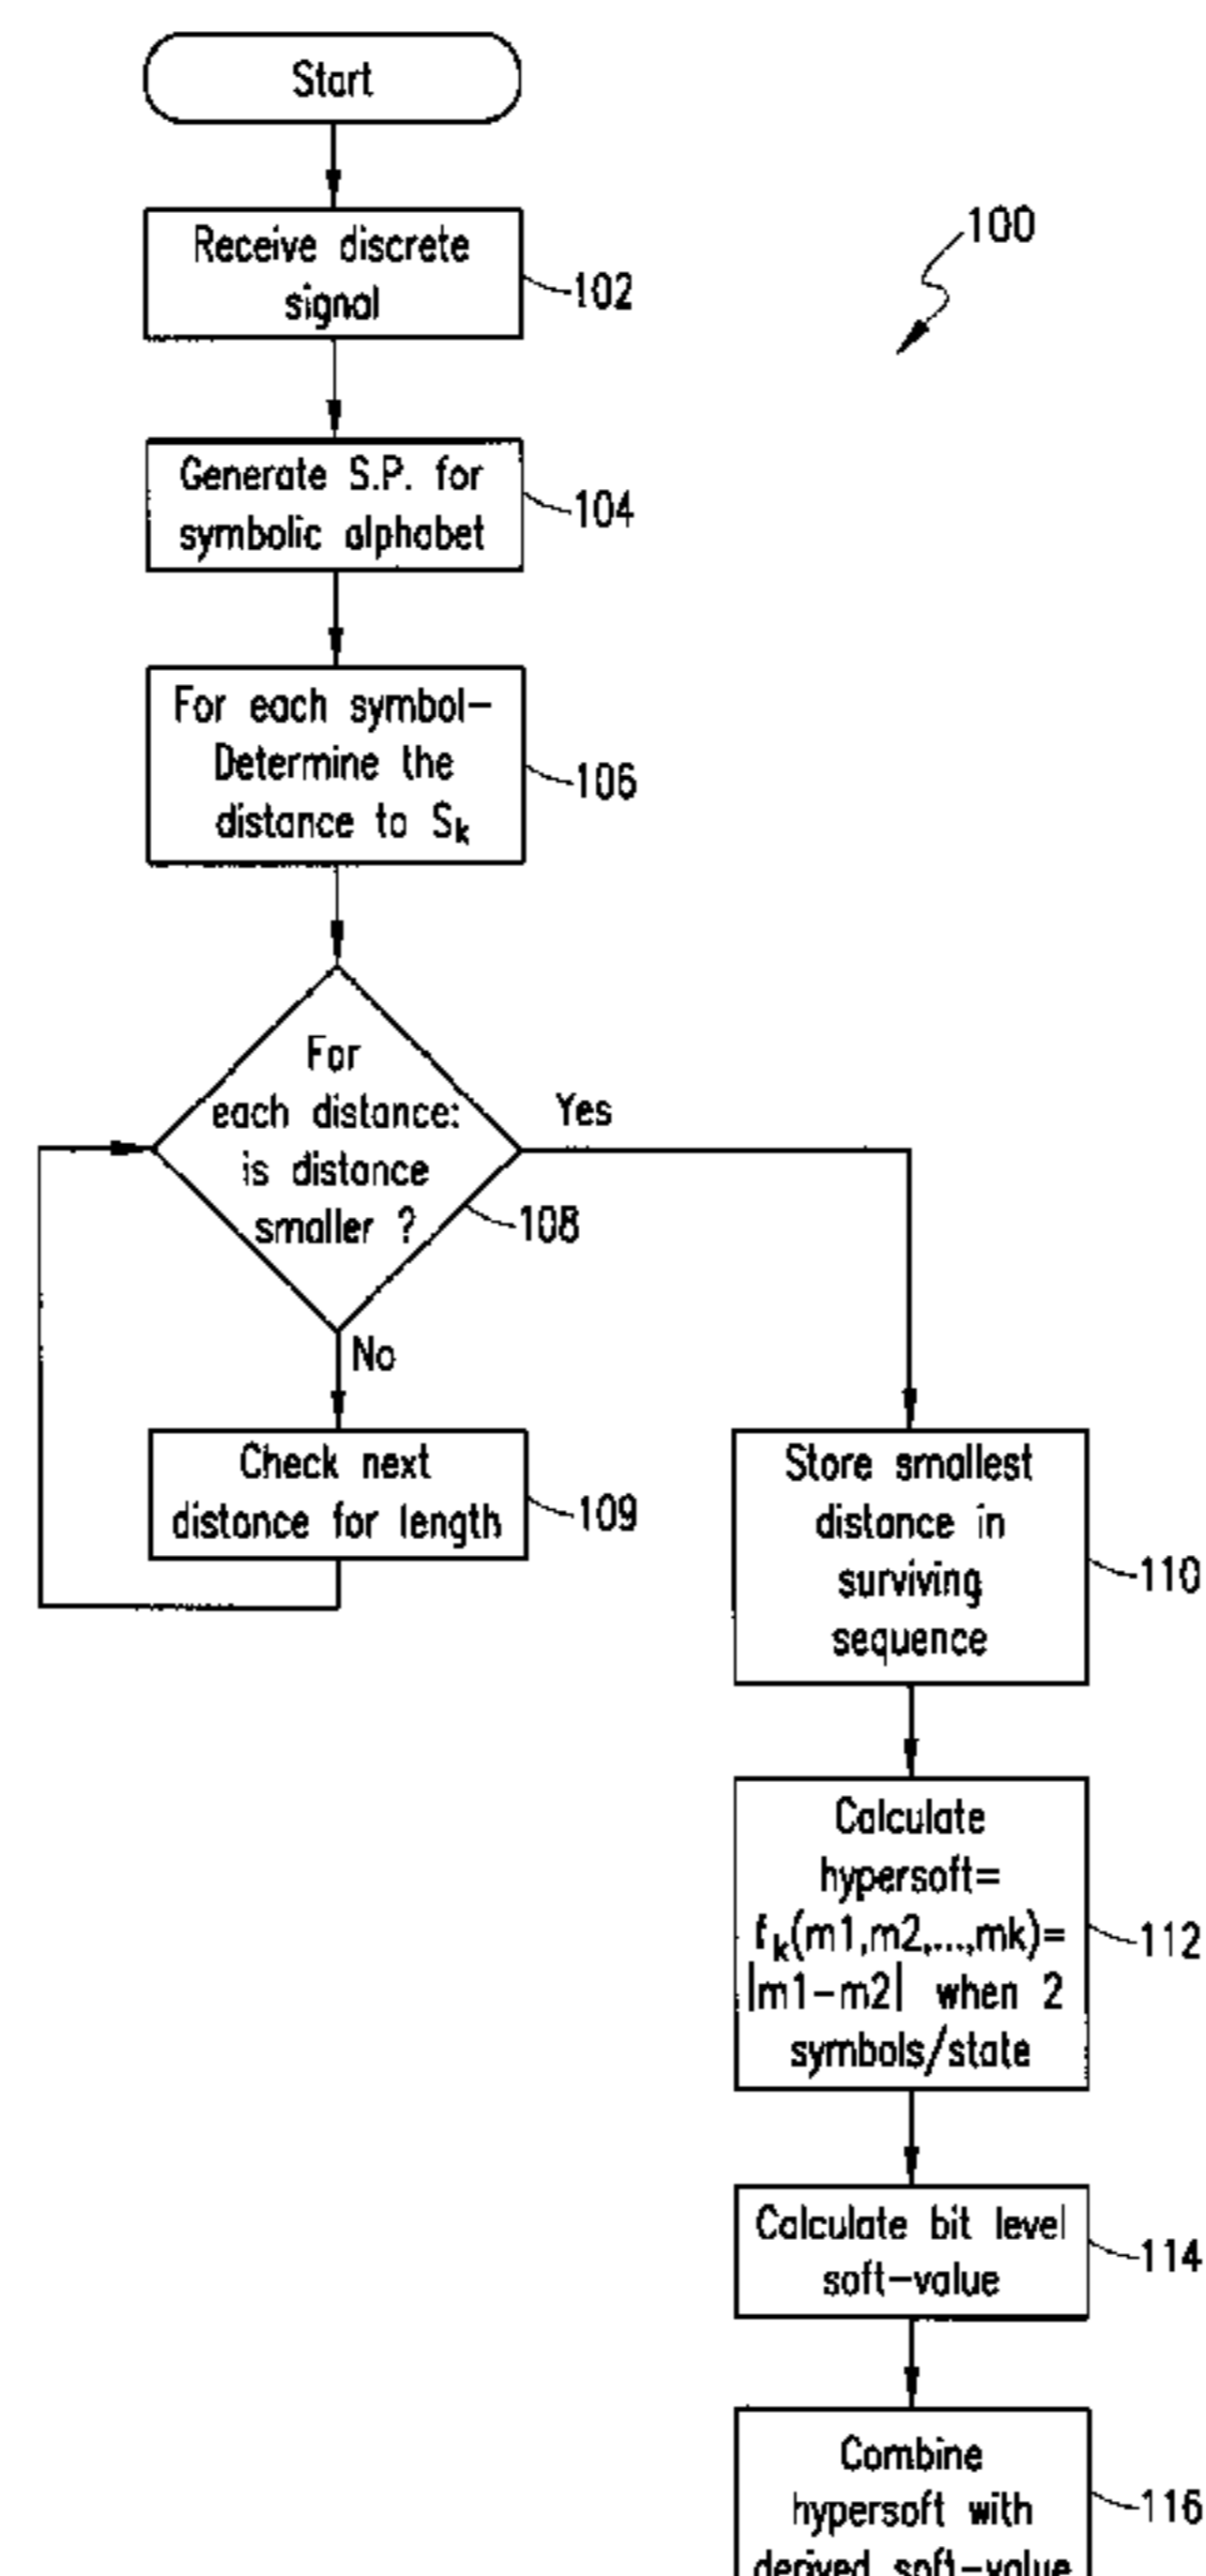 Start
100
Receive discrete
signal
102
Generate S.P. for
symbolic alphabet
104
For each symbol-
Determine the
distance to Sk
106
For
each distance:
is distance
smaller ?
108
Yes
No
Check next
distance for length
109
Store smallest
distance in
surviving
sequence
110
Calculate
hypersoft=
fk(m1,m2,...,mk)=
|m1-m2| when 2
symbols/state
112
Calculate bit level
soft-value
114
Combine
hypersoft with
derived soft-value
116